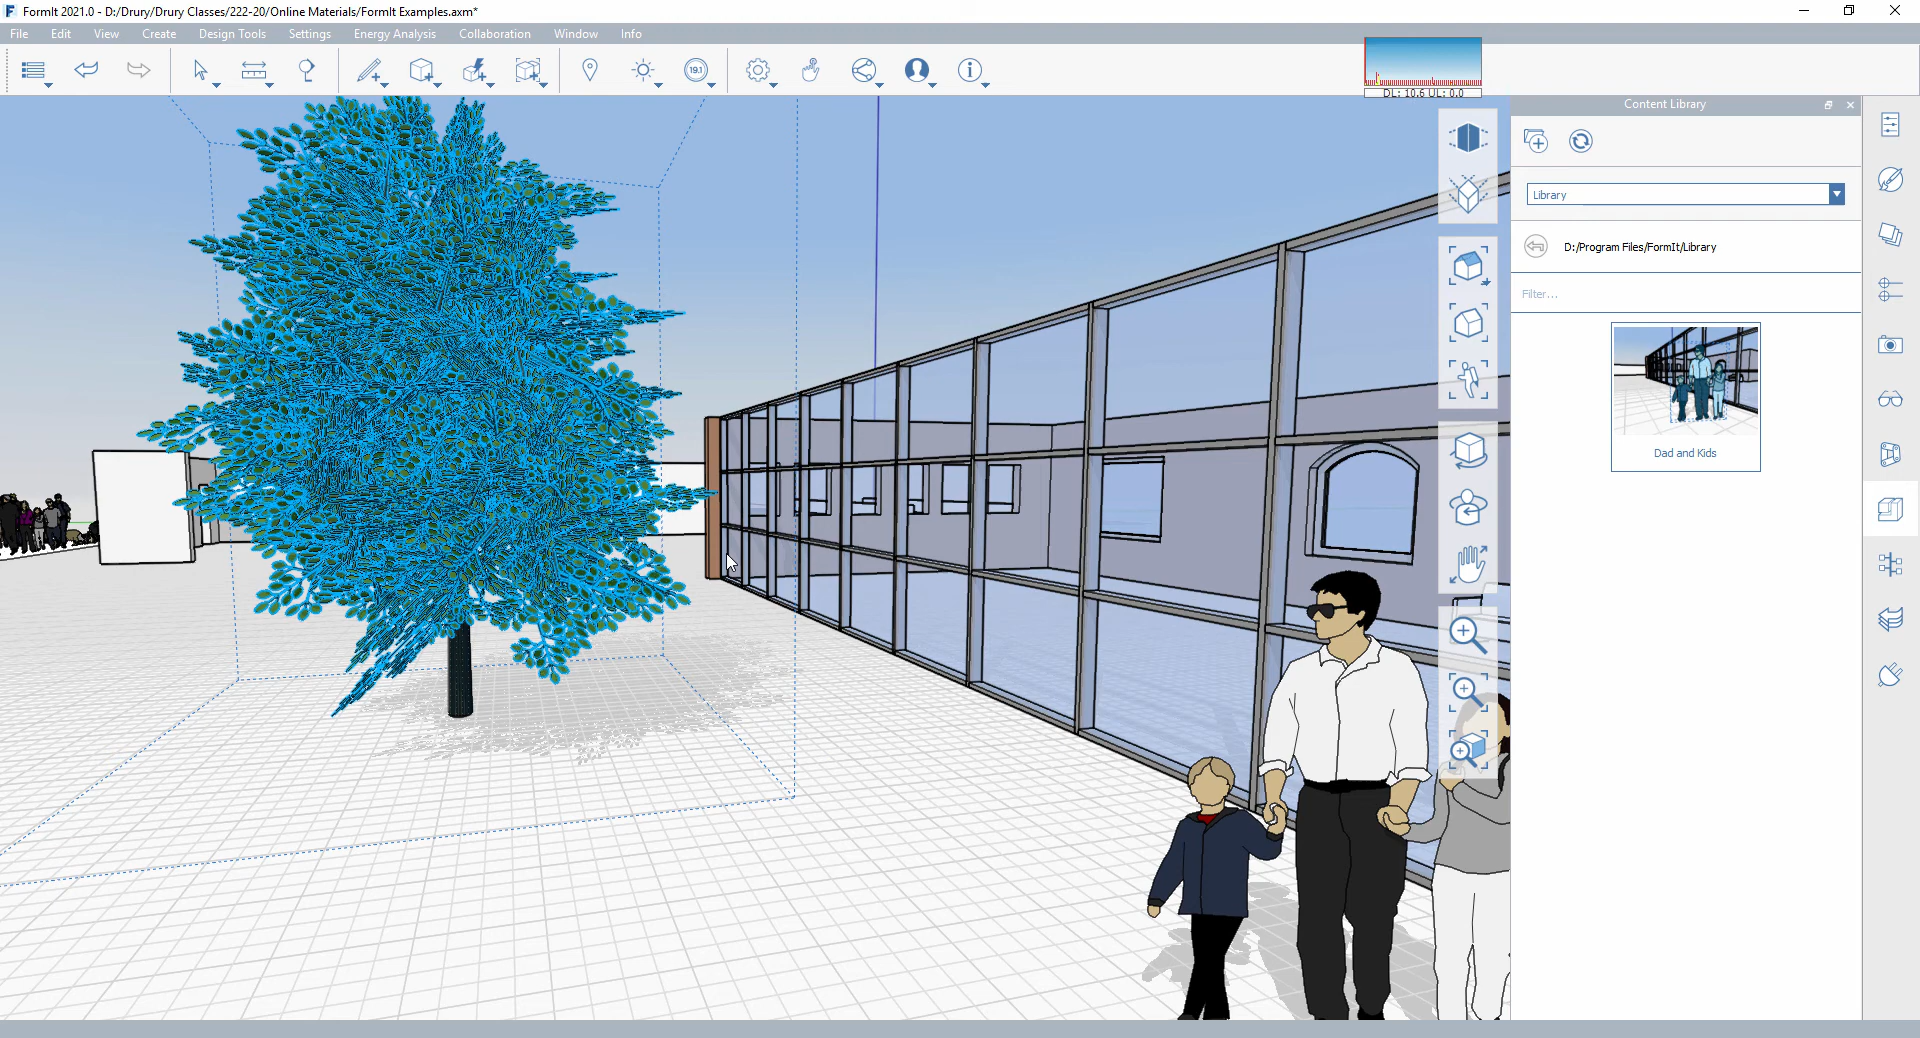 FormIt 2021.0 - D:/Drury/Drury Classes/222-20/Online Materials/FormIt Examples.axm*
File Edit View Create Design Tools Settings Energy Analysis Collaboration Window Info
19.1
DL: 10.6 UL: 0.0
Content Library
Library
D:/Program Files/FormIt/Library
Filter...
Dad and Kids